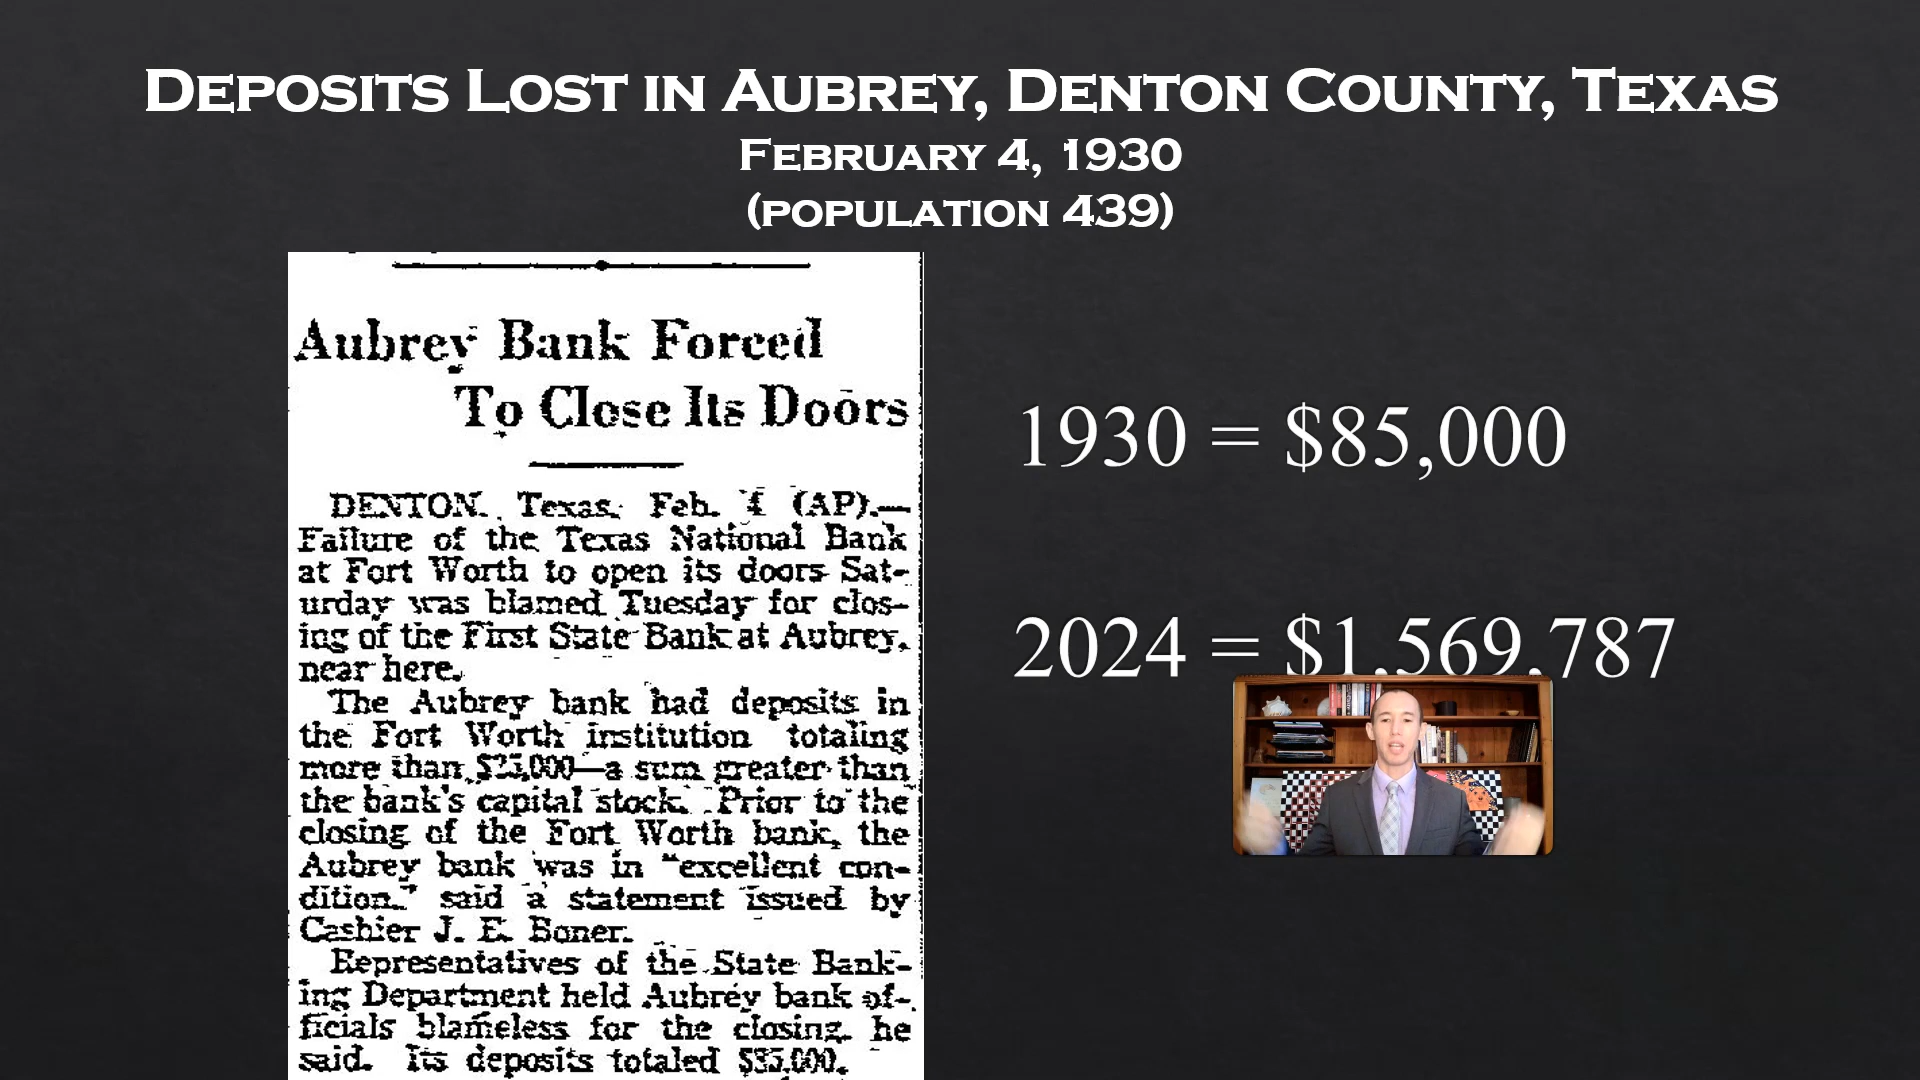 Deposits Lost in Aubrey, Denton County, Texas
February 4, 1930
(population 439)
Aubrey Bank Forced
To Close Its Doors
DENTON, Texas, Feb. 4 (AP).—
Failure of the Texas National Bank
at Fort Worth to open its doors Sat-
urday was blamed Tuesday for clos-
ing of the First State Bank at Aubrey,
near here.
The Aubrey bank had deposits in
the Fort Worth institution totaling
more than—a sum greater than
the bank's capital stock. Prior to the
closing of the Fort Worth bank, the
Aubrey bank was in "excellent con-
dition," said a statement issued by
Cashier J. E. Boner.
Representatives of the State Bank-
ing Department held Aubrey bank of-
ficials blameless for the closing, he
said. Its deposits totaled
1930 = $85,000
2024 = $1,569,787